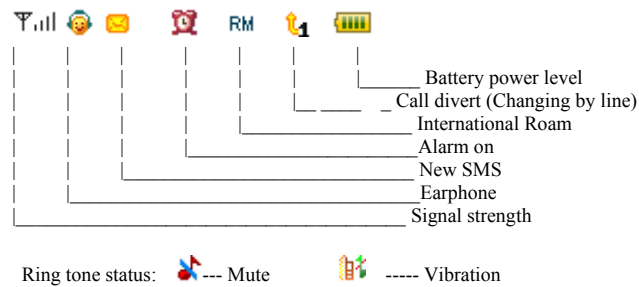 RM 1
Battery power level
Call divert (Changing by line)
International Roam
Alarm on
New SMS
Earphone
Signal strength
Ring tone status: --- Mute ----- Vibration